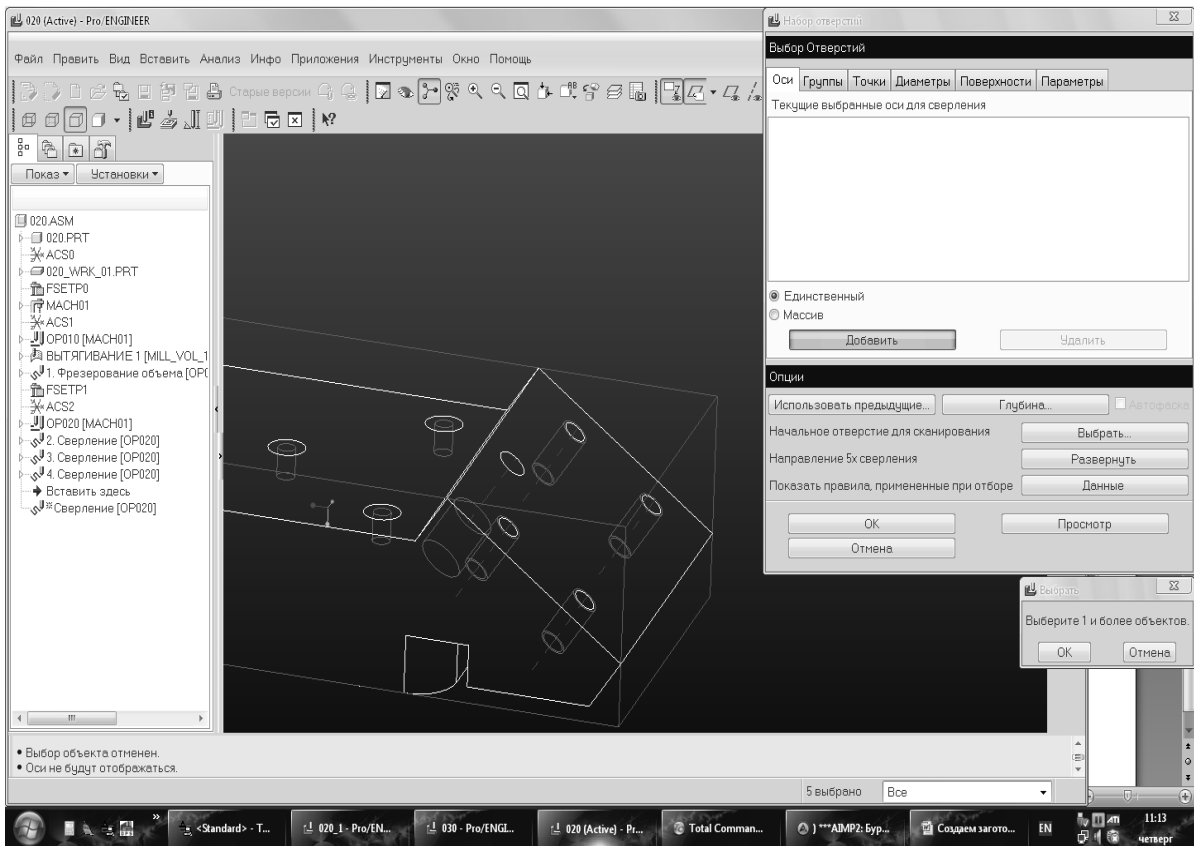 020 (Active) - Pro/ENGINEER
Файл Править Вид Вставить Анализ Инфо Приложения Инструменты Окно Помощь
Старые версии
Показ
Установки
020.ASM
020.PRT
ACS0
020_WRK_01.PRT
FSETP0
MACH01
ACS1
OP010 [MACH01]
ВЫТЯГИВАНИЕ 1 [MILL_VOL_1
1. Фрезерование объема [OP(
FSETP1
ACS2
OP020 [MACH01]
2. Сверление [OP020]
3. Сверление [OP020]
4. Сверление [OP020]
Вставить здесь
※Сверление [OP020]
• Выбор объекта отменен.
• Оси не будут отображаться.
5 выбрано
Все
Набор отверстий
Выбор Отверстий
Оси Группы Точки Диаметры Поверхности Параметры
Текущие выбранные оси для сверления
Единственный
Массив
Добавить
Удалить
Опции
Использовать предыдущие...
Глубина...
Автофаска
Начальное отверстие для сканирования
Выбрать...
Направление 5x сверления
Развернуть
Показать правила, примененные при отборе
Данные
OK
Просмотр
Отмена
Выбрать
Выберите 1 и более объектов.
OK
Отмена
<Standard> - T...
020_1 - Pro/EN...
030 - Pro/ENGI...
020 (Active) - Pr...
Total Comman...
) ***AIMP2: Бур...
Создаем загото...
EN
11:13
четверг